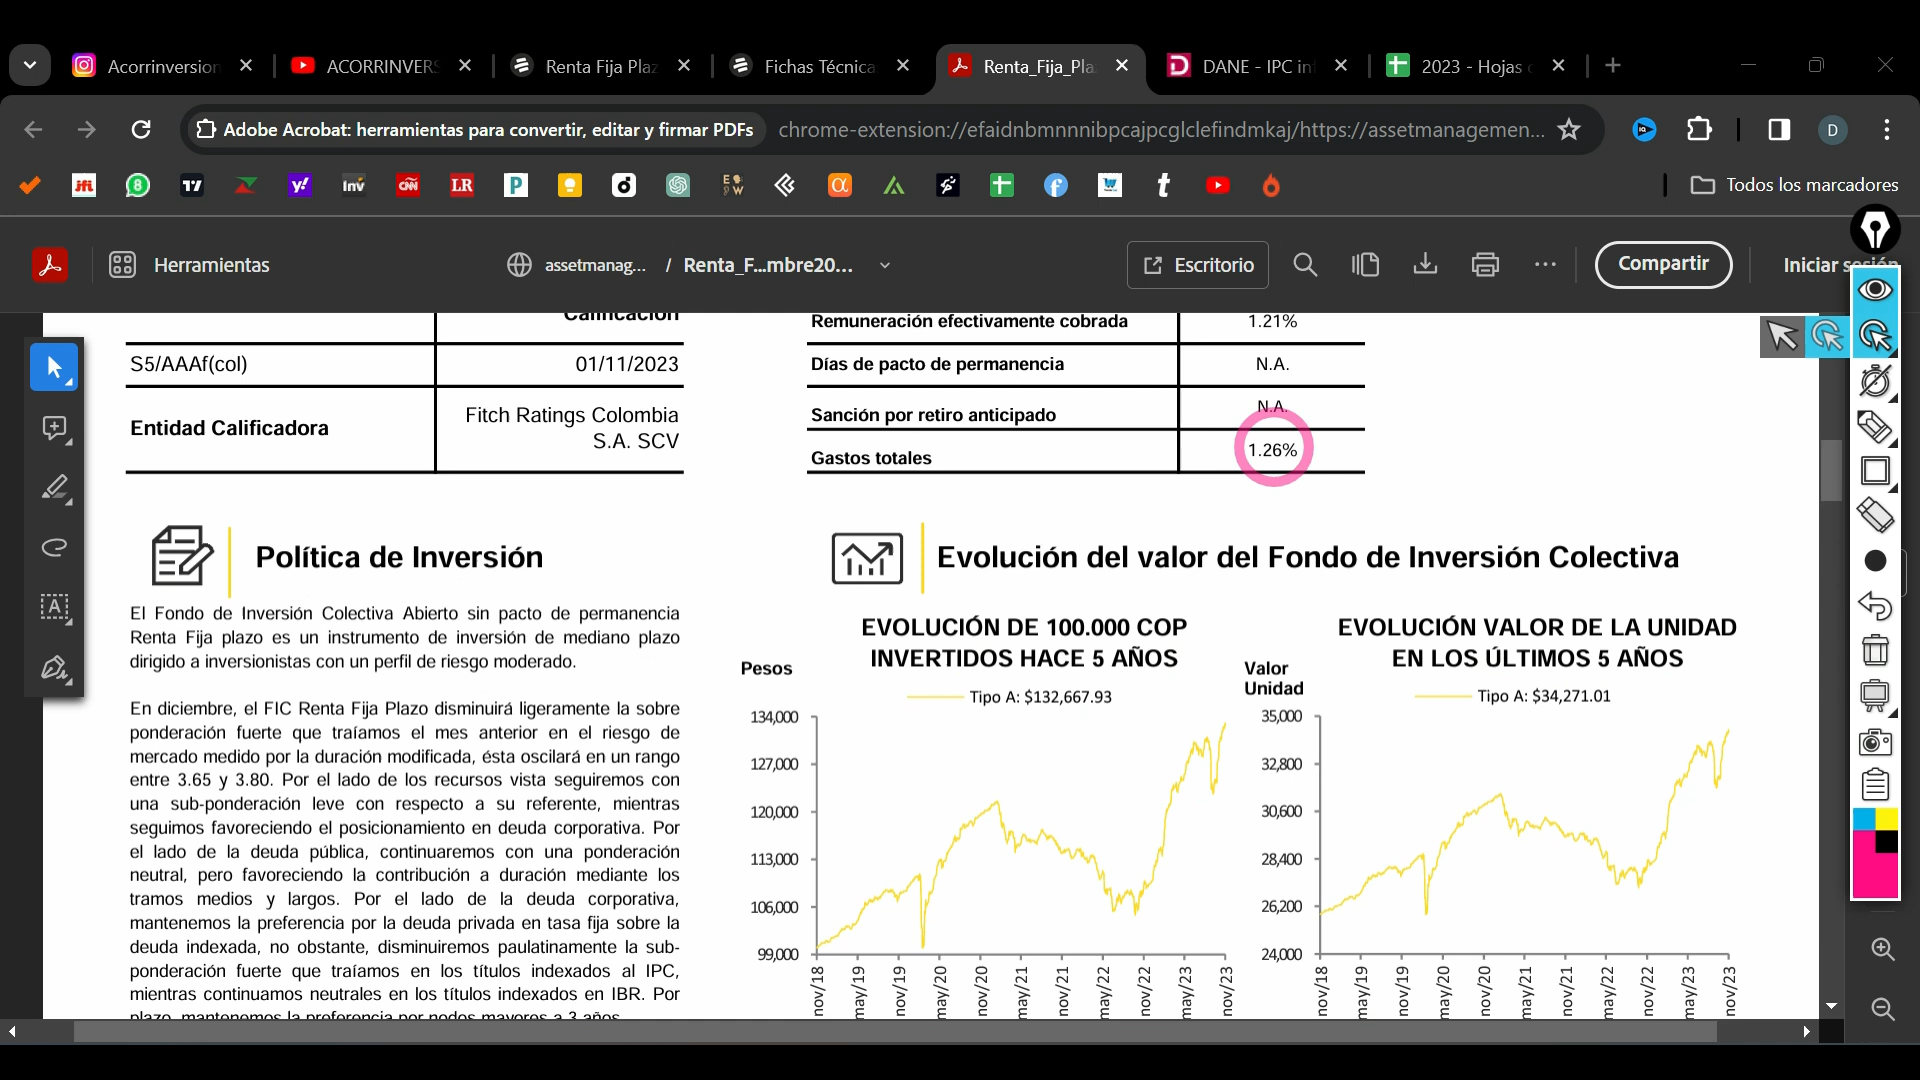 Acorrinversion
ACORRINVERS
Renta Fija Plaz
Fichas Técnica
Renta_Fija_Pla
DANE - IPC in
2023 - Hojas
Adobe Acrobat: herramientas para convertir, editar y firmar PDFs
chrome-extension://efaidnbmnnnibpcajpcglclefindmkaj/https://assetmanagemen...
D
Todos los marcadores
Herramientas
assetmanag... / Renta_F...mbre20...
Escritorio
Compartir
Iniciar sesión
Calificación
S5/AAAf(col) 01/11/2023
Entidad Calificadora
Fitch Ratings Colombia
S.A. SCV
Remuneración efectivamente cobrada 1.21%
Días de pacto de permanencia N.A.
Sanción por retiro anticipado N.A.
Gastos totales 1.26%
Política de Inversión
El Fondo de Inversión Colectiva Abierto sin pacto de permanencia
Renta Fija plazo es un instrumento de inversión de mediano plazo
dirigido a inversionistas con un perfil de riesgo moderado.
En diciembre, el FIC Renta Fija Plazo disminuirá ligeramente la sobre
ponderación fuerte que traíamos el mes anterior en el riesgo de
mercado medido por la duración modificada, ésta oscilará en un rango
entre 3.65 y 3.80. Por el lado de los recursos vista seguiremos con
una sub-ponderación leve con respecto a su referente, mientras
seguimos favoreciendo el posicionamiento en deuda corporativa. Por
el lado de la deuda pública, continuaremos con una ponderación
neutral, pero favoreciendo la contribución a duración mediante los
tramos medios y largos. Por el lado de la deuda corporativa,
mantenemos la preferencia por la deuda privada en tasa fija sobre la
deuda indexada, no obstante, disminuiremos paulatinamente la sub-
ponderación fuerte que traíamos en los títulos indexados al IPC,
mientras continuamos neutrales en los títulos indexados en IBR. Por
plazo, mantenemos la preferencia por nodos mayores a 3 años.
Evolución del valor del Fondo de Inversión Colectiva
EVOLUCIÓN DE 100.000 COP
INVERTIDOS HACE 5 AÑOS
Pesos
Tipo A: $132,667.93
134,000
127,000
120,000
113,000
106,000
99,000
nov/18 may/19 nov/19 may/20 nov/20 may/21 nov/21 may/22 nov/22 may/23 nov/23
EVOLUCIÓN VALOR DE LA UNIDAD
EN LOS ÚLTIMOS 5 AÑOS
Valor
Unidad
Tipo A: $34,271.01
35,000
32,800
30,600
28,400
26,200
24,000
nov/18 may/19 nov/19 may/20 nov/20 may/21 nov/21 may/22 nov/22 may/23 nov/23